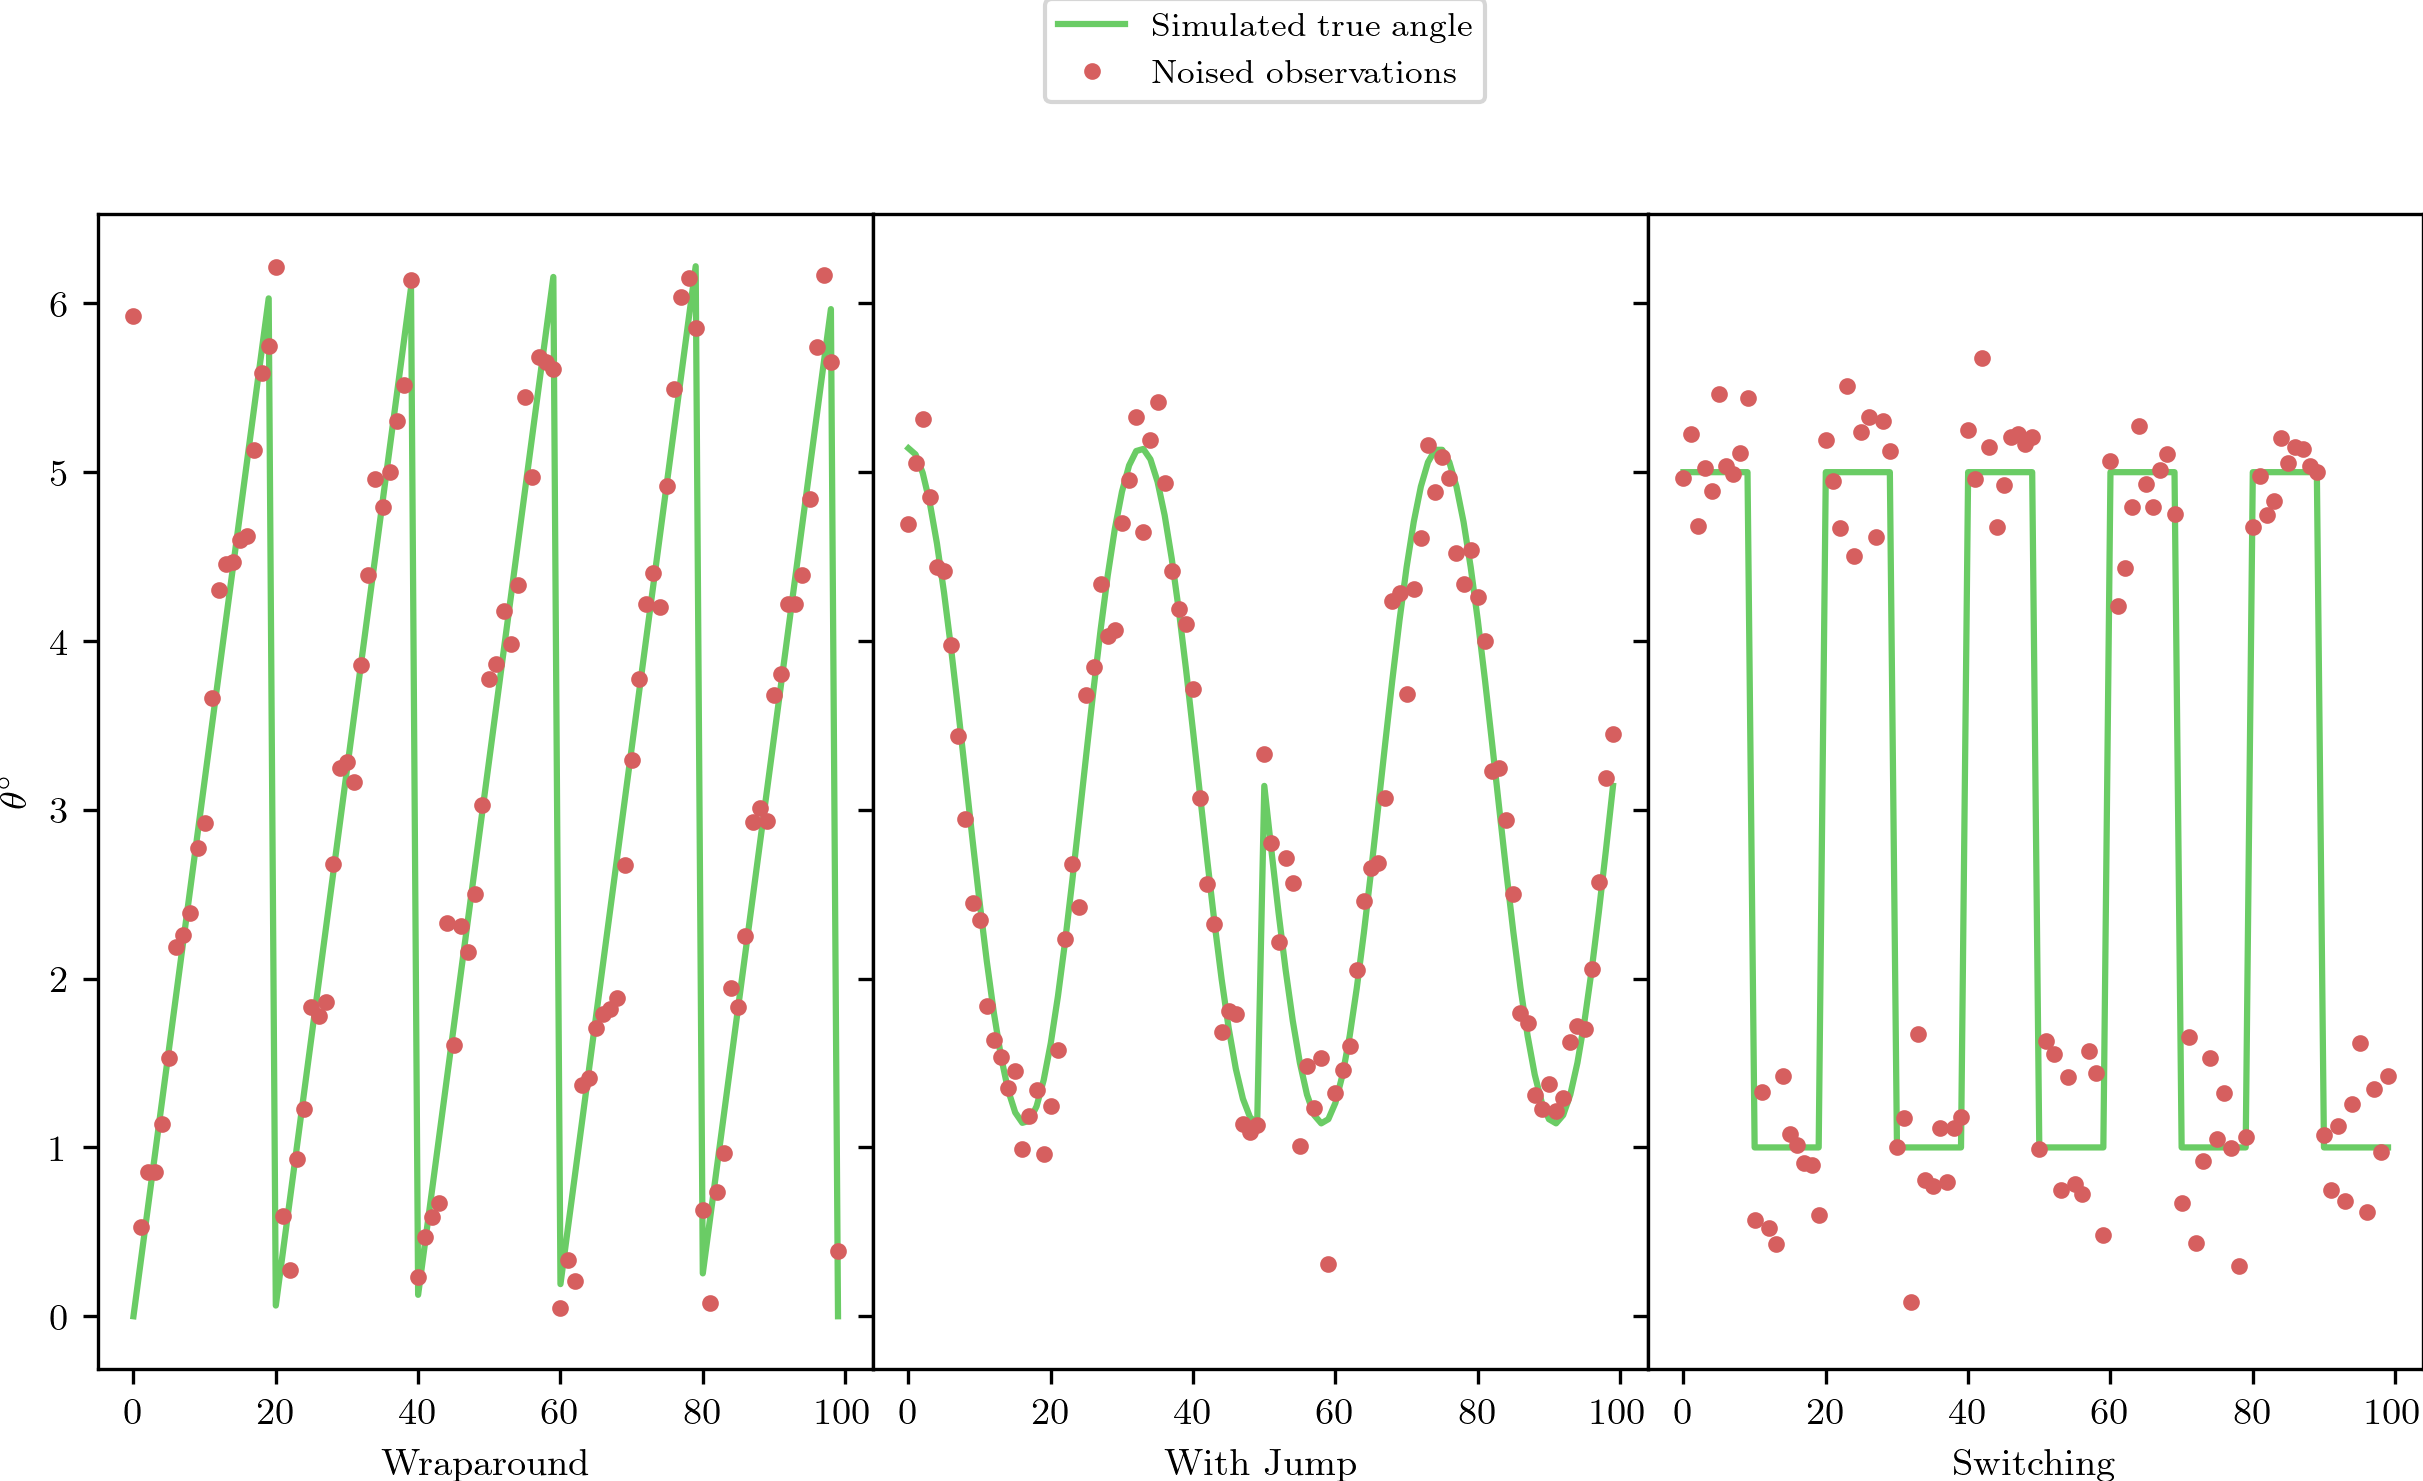 Simulated true angle
Noised observations
θ°
6
5
4
3
2
1
0
0 20 40 60 80 100
0 20 40 60 80 100
0 20 40 60 80 100
Wraparound
With Jump
Switching